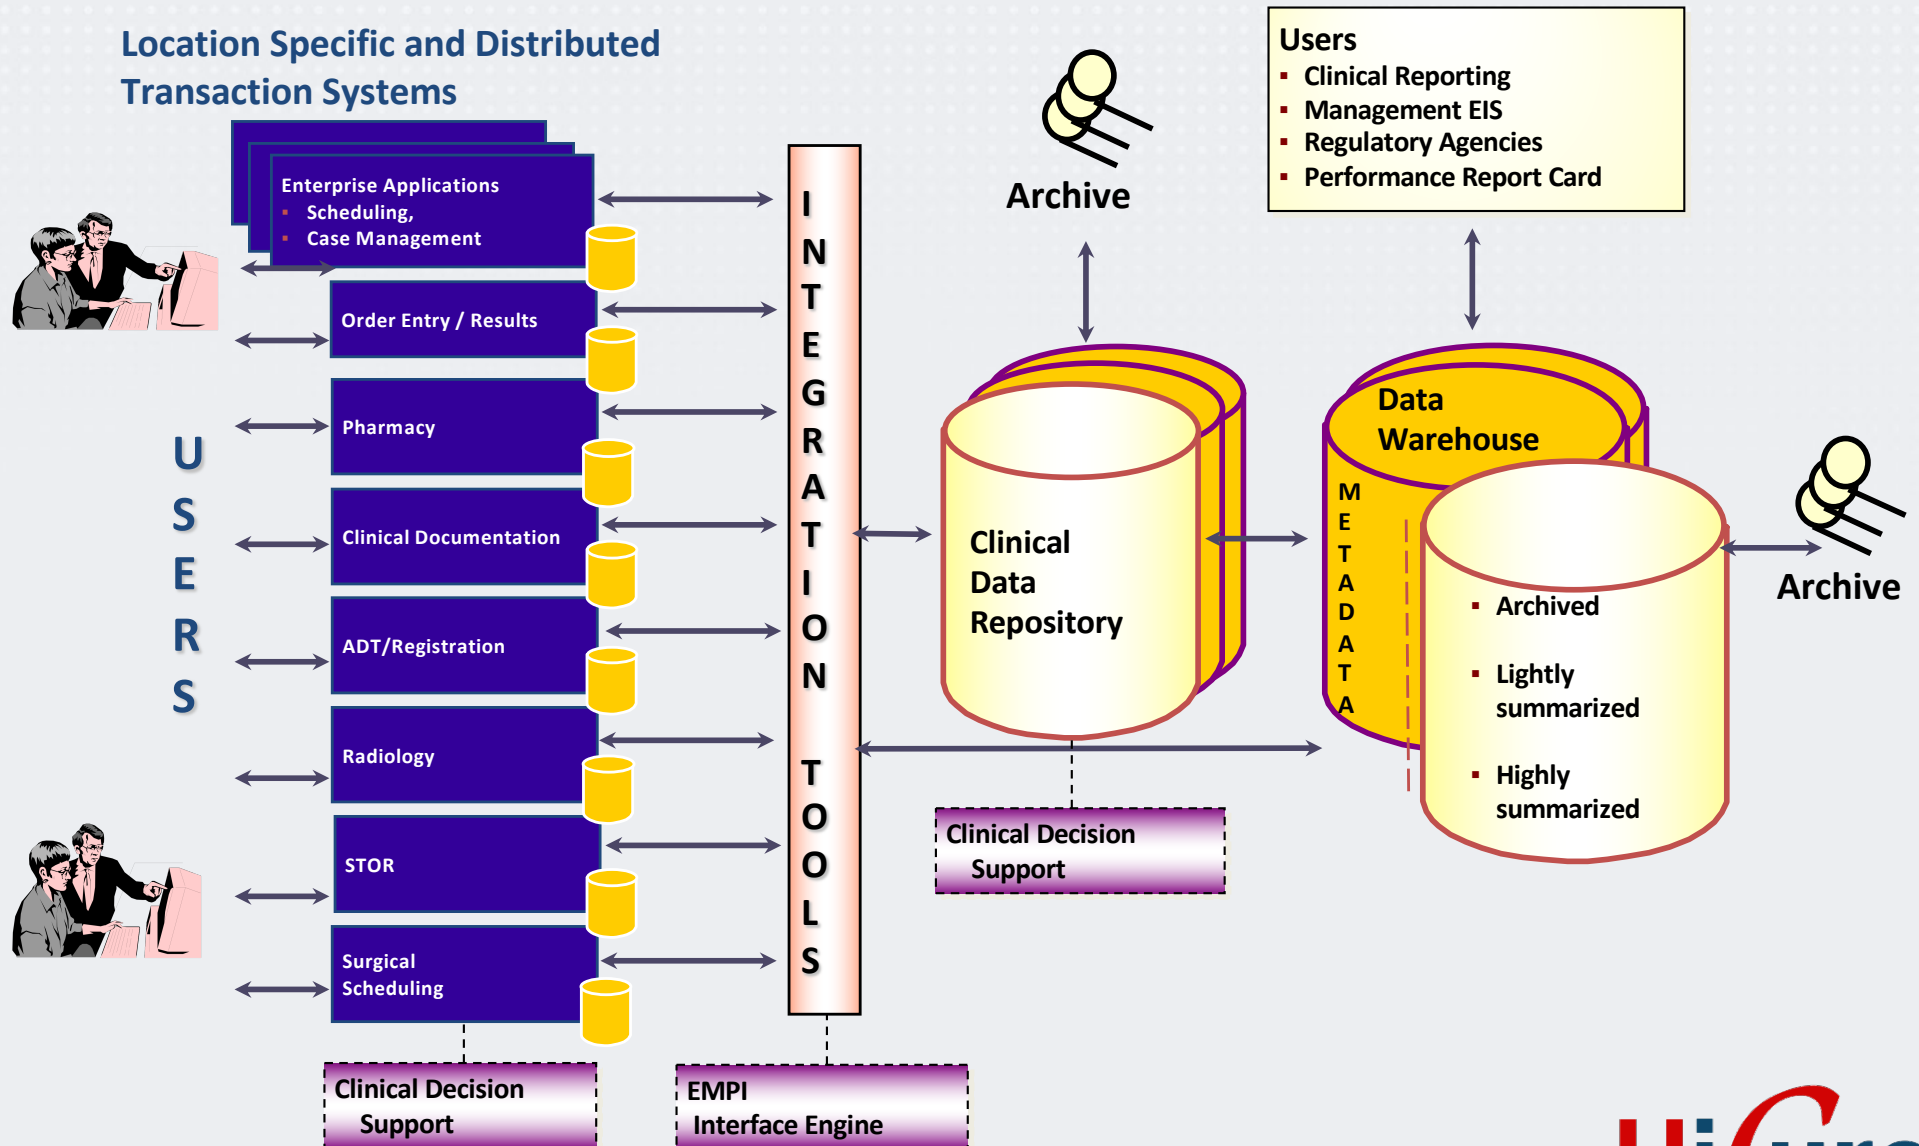 Location Specific and Distributed
Transaction Systems
Enterprise Applications
▪ Scheduling,
▪ Case Management
Order Entry / Results
Pharmacy
Clinical Documentation
ADT/Registration
Radiology
STOR
Surgical
Scheduling
USERS
Clinical Decision
Support
INTEGRATION TOOLS
EMPI
Interface Engine
Archive
Clinical
Data
Repository
Clinical Decision
Support
Users
▪ Clinical Reporting
▪ Management EIS
▪ Regulatory Agencies
▪ Performance Report Card
Data
Warehouse
METADATA
▪ Archived
▪ Lightly
summarized
▪ Highly
summarized
Archive